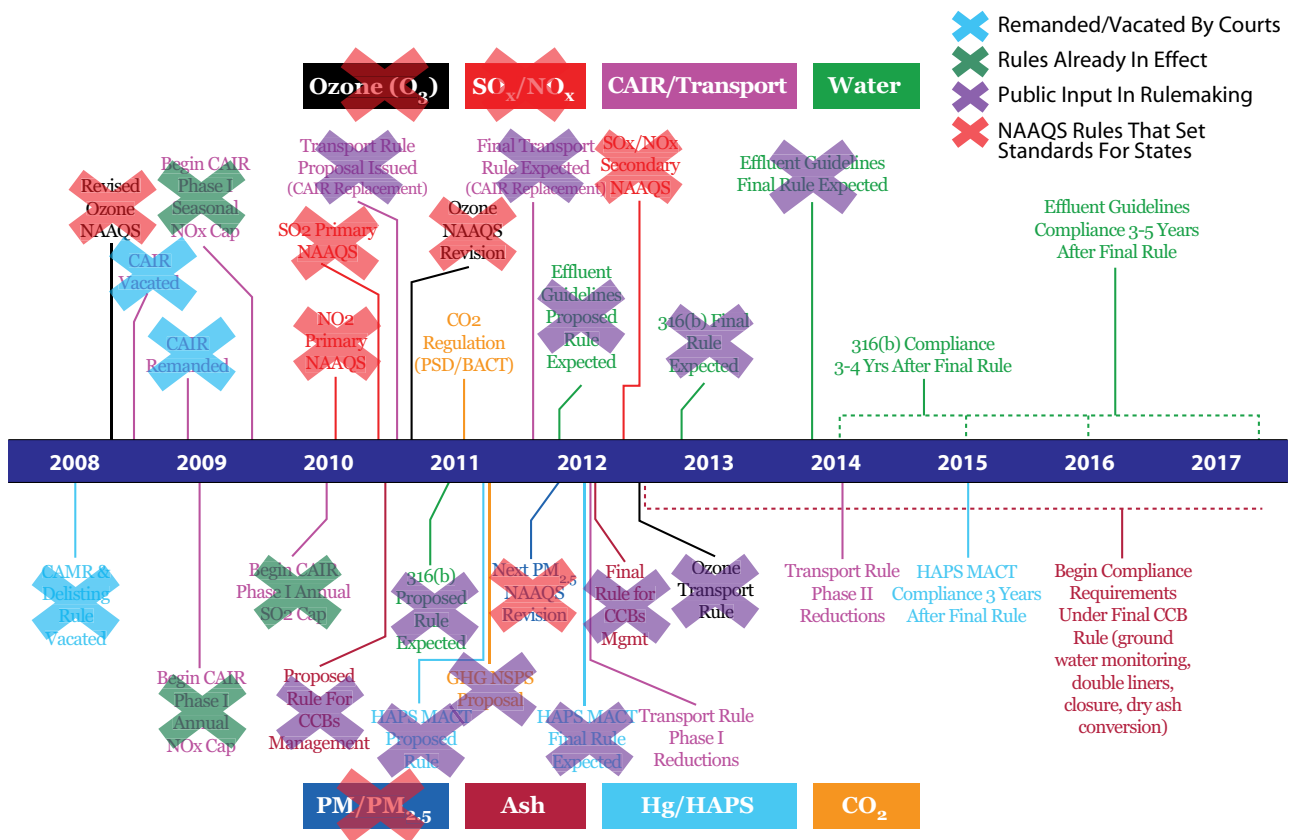 Remanded/Vacated By Courts
Rules Already In Effect
Public Input In Rulemaking
NAAQS Rules That Set
Standards For States
Ozone (O3)
SOx/NOx
CAIR/Transport
Water
Revised
Ozone
NAAQS
CAIR
Vacated
Begin CAIR
Phase I
Seasonal
NOx Cap
CAIR
Remanded
Transport Rule
Proposal Issued
(CAIR Replacement)
SO2 Primary
NAAQS
NO2
Primary
NAAQS
Ozone
NAAQS
Revision
CO2
Regulation
(PSD/BACT)
Final Transport
Rule Expected
(CAIR Replacement)
Effluent
Guidelines
Proposed
Rule
Expected
SOx/NOx
Secondary
NAAQS
316(b) Final
Rule
Expected
Effluent Guidelines
Final Rule Expected
316(b) Compliance
3-4 Yrs After Final Rule
Effluent Guidelines
Compliance 3-5 Years
After Final Rule
2008
2009
2010
2011
2012
2013
2014
2015
2016
2017
CAMR &
Delisting
Rule
Vacated
Begin CAIR
Phase I
Annual
NOx Cap
Begin CAIR
Phase I Annual
SO2 Cap
Proposed
Rule For
CCBs
Management
316(b)
Proposed
Rule
Expected
HAPS MACT
Proposed
Rule
GHG NSPS
Proposal
Next PM2.5
NAAQS
Revision
HAPS MACT
Final Rule
Expected
Final
Rule for
CCBs
Mgmt
Transport Rule
Phase I
Reductions
Ozone
Transport
Rule
Transport Rule
Phase II
Reductions
HAPS MACT
Compliance 3 Years
After Final Rule
Begin Compliance
Requirements
Under Final CCB
Rule (ground
water monitoring,
double liners,
closure, dry ash
conversion)
PM/PM2.5
Ash
Hg/HAPS
CO2